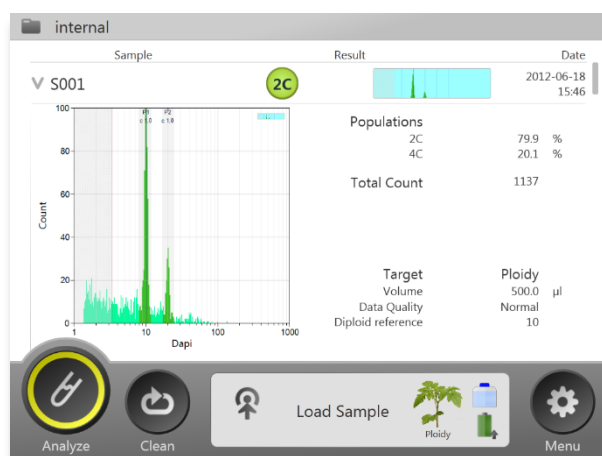 internal
Sample Result Date
S001 2C 2012-06-18
15:46
100
80
60
40
20
0
Count
P1 P2
1 10 100 1000
Dapi
Populations
2C 79.9 %
4C 20.1 %
Total Count 1137
Target Ploidy
Volume 500.0 µl
Data Quality Normal
Diploid reference 10
Load Sample
Ploidy
Analyze Clean Menu